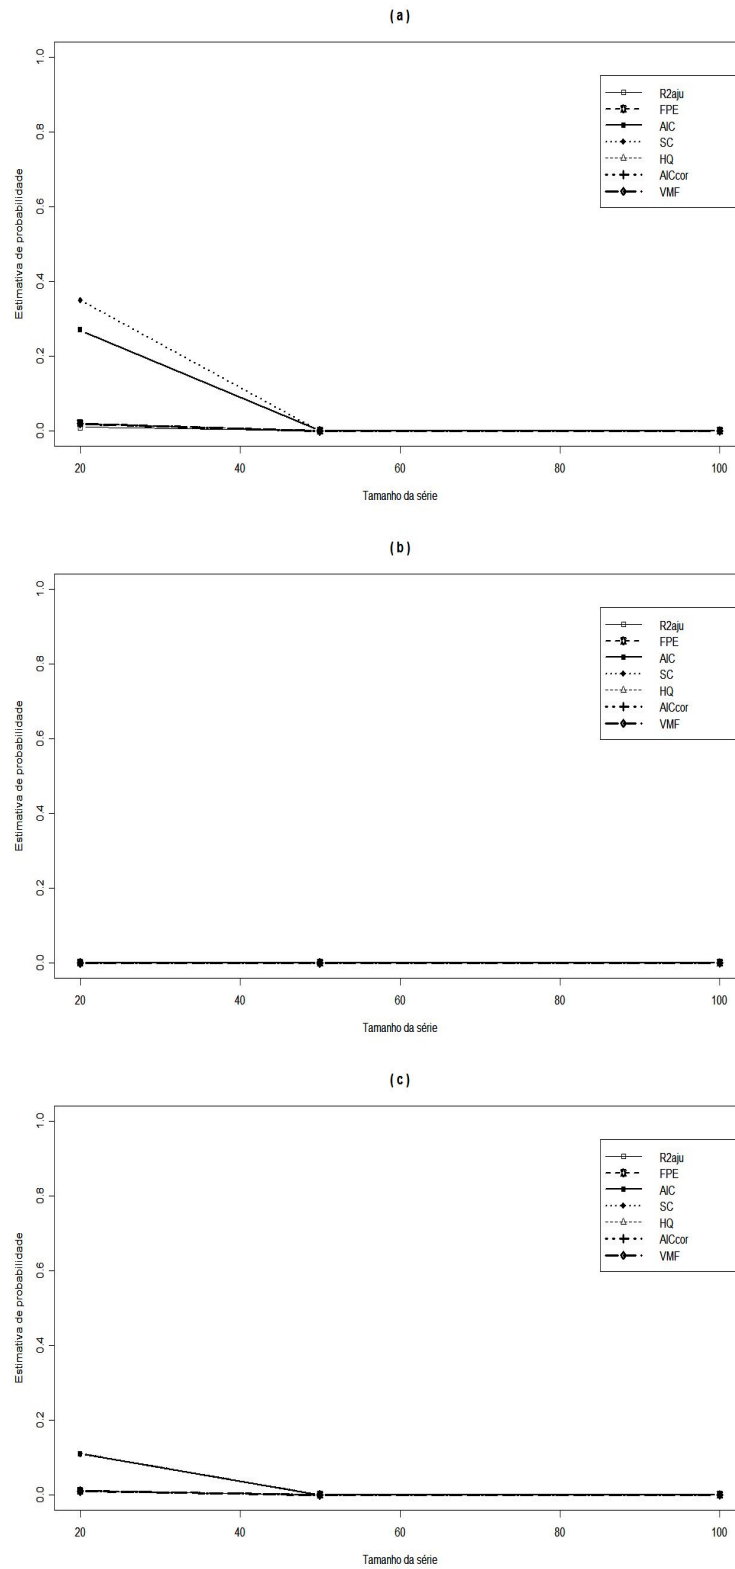 ( a )
1.0
0.8
0.6
0.4
0.2
0.0
Estimativa de probabilidade
R2aju
FPE
AIC
SC
HQ
AICcor
VMF
20 40 60 80 100
Tamanho da série
( b )
1.0
0.8
0.6
0.4
0.2
0.0
Estimativa de probabilidade
R2aju
FPE
AIC
SC
HQ
AICcor
VMF
20 40 60 80 100
Tamanho da série
( c )
1.0
0.8
0.6
0.4
0.2
0.0
Estimativa de probabilidade
R2aju
FPE
AIC
SC
HQ
AICcor
VMF
20 40 60 80 100
Tamanho da série